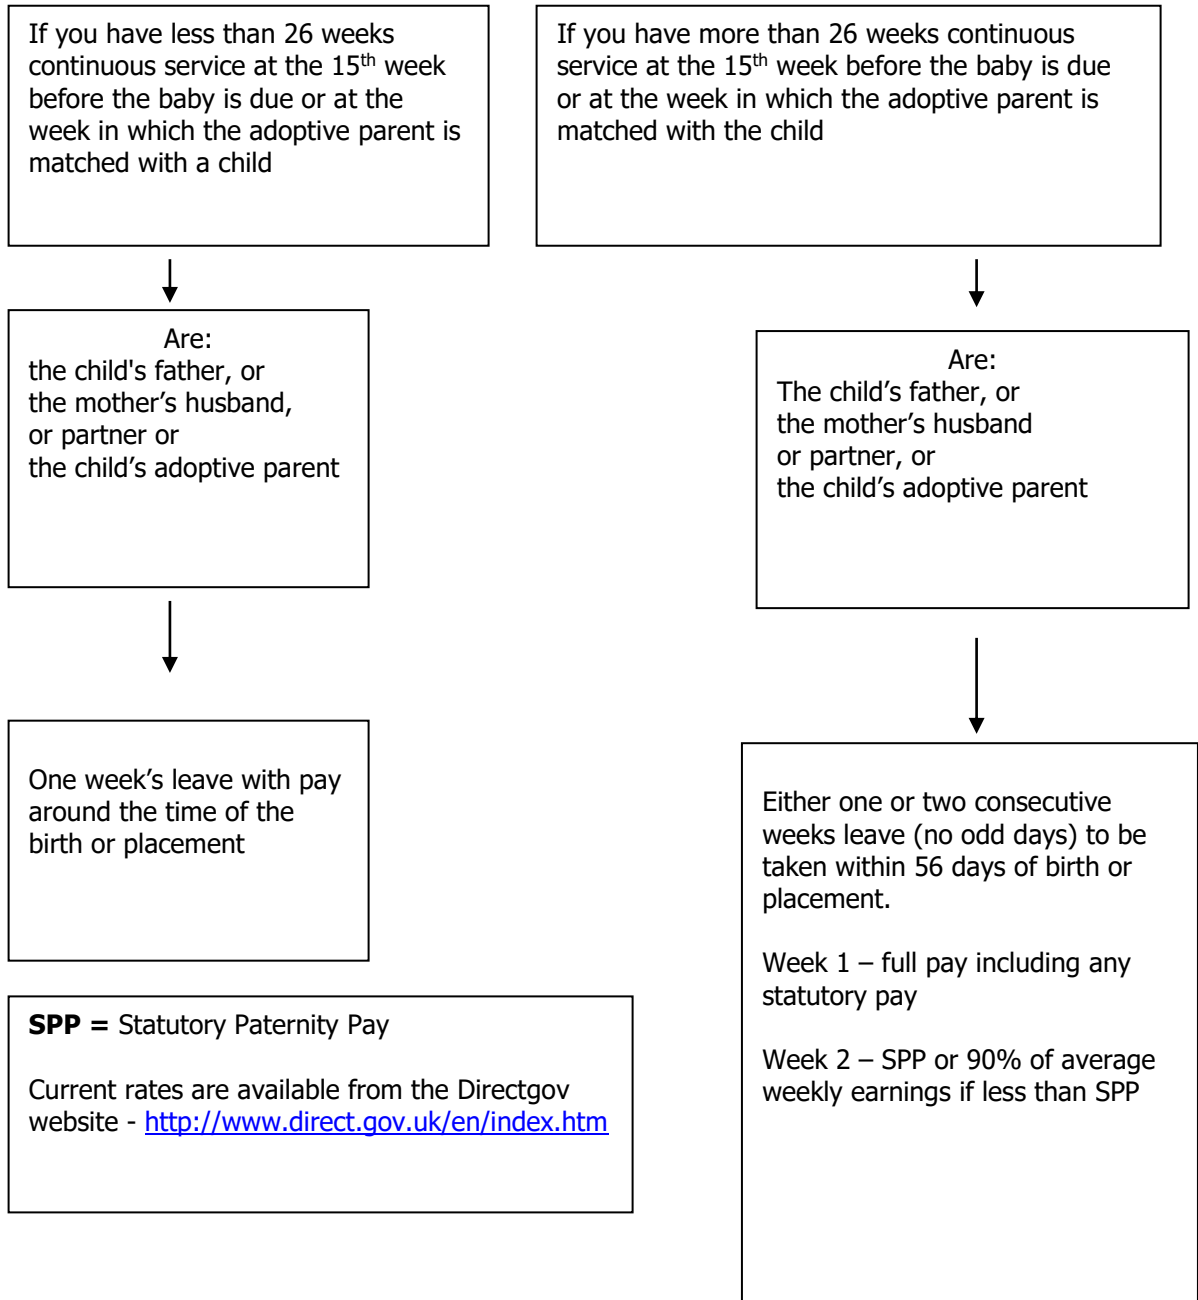 If you have less than 26 weeks
continuous service at the 15th week
before the baby is due or at the
week in which the adoptive parent is
matched with a child
If you have more than 26 weeks continuous
service at the 15th week before the baby is due
or at the week in which the adoptive parent is
matched with the child
Are:
the child's father, or
the mother’s husband,
or partner or
the child’s adoptive parent
Are:
The child’s father, or
the mother’s husband
or partner, or
the child’s adoptive parent
One week’s leave with pay
around the time of the
birth or placement
Either one or two consecutive
weeks leave (no odd days) to be
taken within 56 days of birth or
placement.
Week 1 – full pay including any
statutory pay
Week 2 – SPP or 90% of average
weekly earnings if less than SPP
SPP = Statutory Paternity Pay
Current rates are available from the Directgov
website - http://www.direct.gov.uk/en/index.htm